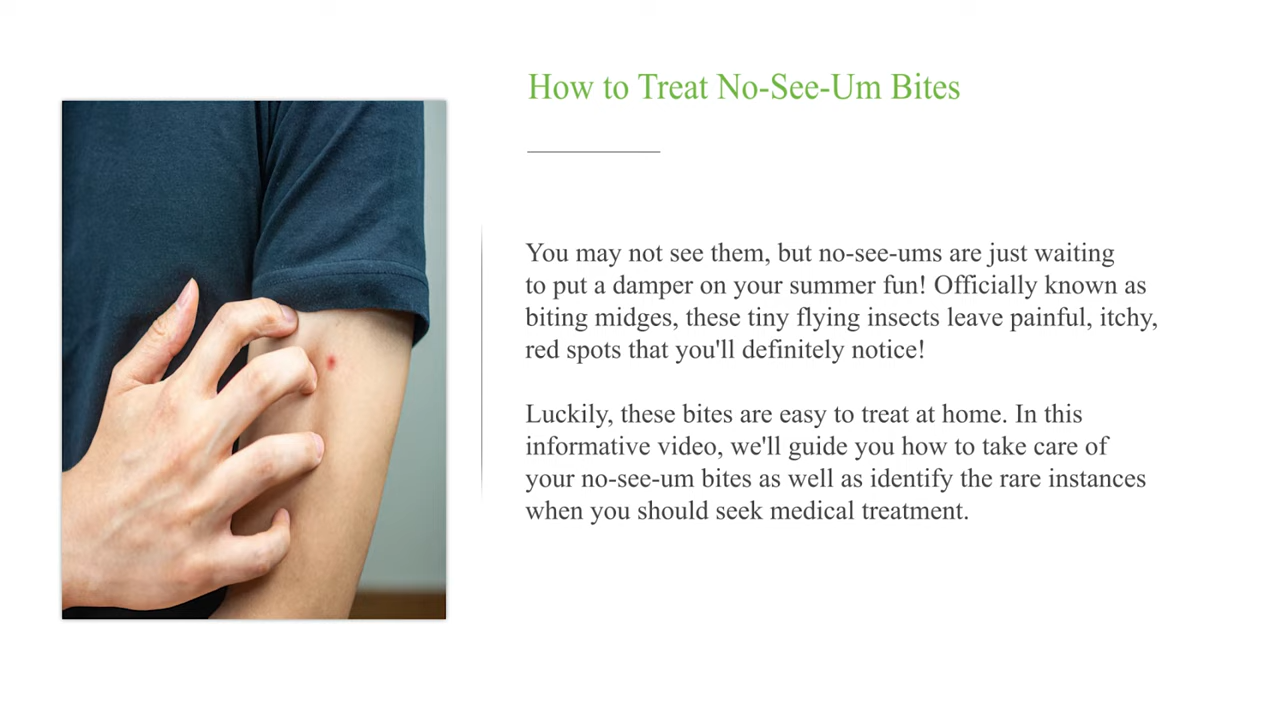 How to Treat No-See-Um Bites
You may not see them, but no-see-ums are just waiting
to put a damper on your summer fun! Officially known as
biting midges, these tiny flying insects leave painful, itchy,
red spots that you'll definitely notice!
Luckily, these bites are easy to treat at home. In this
informative video, we'll guide you how to take care of
your no-see-um bites as well as identify the rare instances
when you should seek medical treatment.